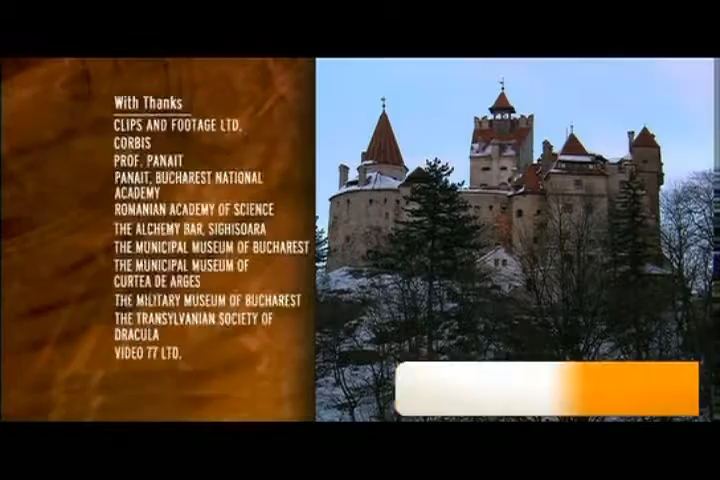 With Thanks
CLIPS AND FOOTAGE LTD.
CORBIS
PROF. PANAIT
PANAIT, BUCHAREST NATIONAL
ACADEMY
ROMANIAN ACADEMY OF SCIENCE
THE ALCHEMY BAR, SIGHISOARA
THE MUNICIPAL MUSEUM OF BUCHAREST
THE MUNICIPAL MUSEUM OF
CURTEA DE ARGES
THE MILITARY MUSEUM OF BUCHAREST
THE TRANSYLVANIAN SOCIETY OF
DRACULA
VIDEO 77 LTD.